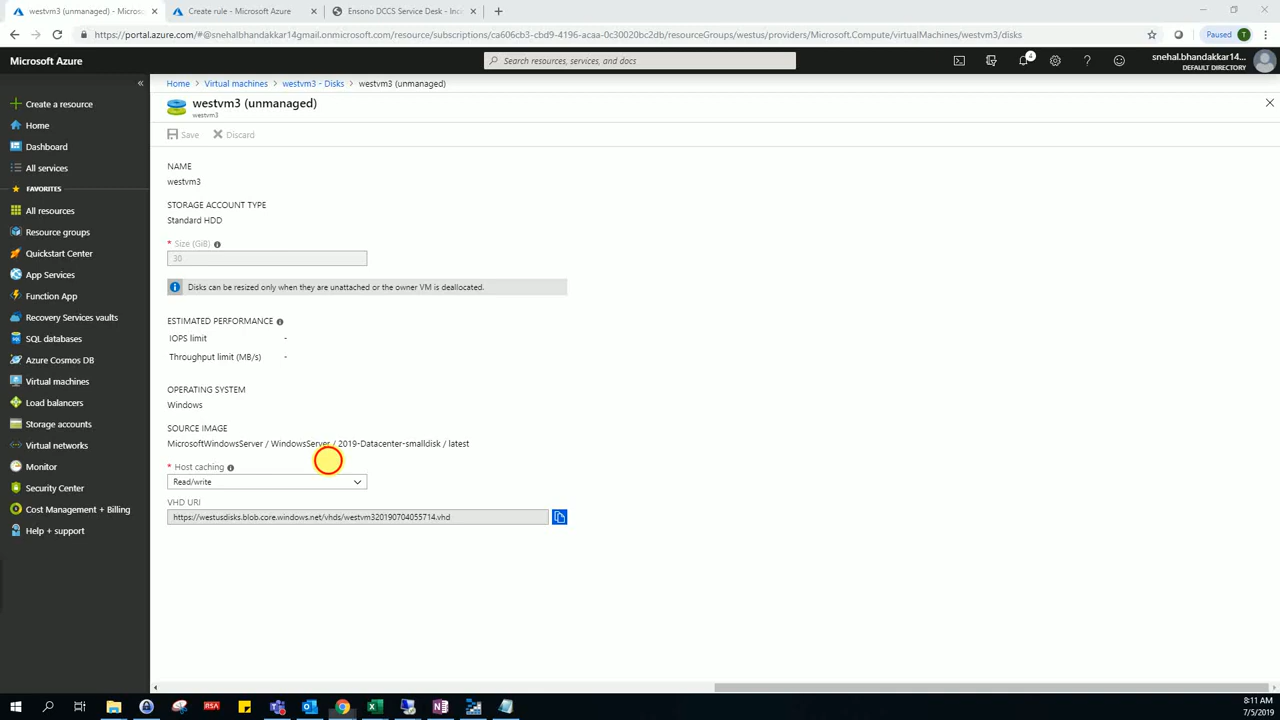 westvm3 (unmanaged) - Micros
Create rule - Microsoft Azure
Ensono DCCS Service Desk - Inc
https://portal.azure.com/#@snehalbhandakkar14gmail.onmicrosoft.com/resource/subscriptions/ca606cb3-cbd9-4196-acaa-0c30020bc2db/resourceGroups/westus/providers/Microsoft.Compute/virtualMachines/westvm3/disks
Paused
T
Microsoft Azure
Search resources, services, and docs
4
snehal.bhandakkar14...
DEFAULT DIRECTORY
Home
Virtual machines
westvm3 - Disks
westvm3 (unmanaged)
westvm3 (unmanaged)
westvm3
Save
Discard
Create a resource
Home
Dashboard
All services
FAVORITES
All resources
Resource groups
Quickstart Center
App Services
Function App
Recovery Services vaults
SQL databases
Azure Cosmos DB
Virtual machines
Load balancers
Storage accounts
Virtual networks
Monitor
Security Center
Cost Management + Billing
Help + support
NAME
westvm3
STORAGE ACCOUNT TYPE
Standard HDD
* Size (GiB)
30
Disks can be resized only when they are unattached or the owner VM is deallocated.
ESTIMATED PERFORMANCE
IOPS limit -
Throughput limit (MB/s) -
OPERATING SYSTEM
Windows
SOURCE IMAGE
MicrosoftWindowsServer / WindowsServer / 2019-Datacenter-smalldisk / latest
* Host caching
Read/write
VHD URI
https://westusdisks.blob.core.windows.net/vhds/westvm320190704055714.vhd
RSA
8:11 AM
7/5/2019